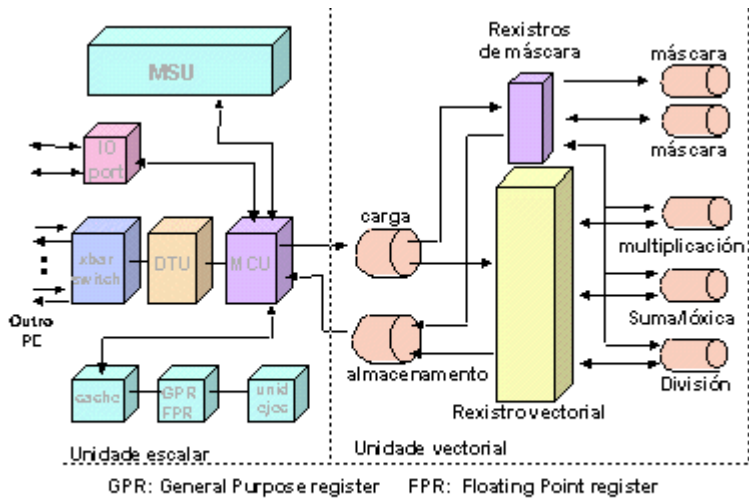 MSU
IO
port
xbar
switch
DTU
MCU
Outro
PE
cache
GPR
FPR
unid
ejec
Unidade escalar
carga
almacenamento
Rexistros
de máscara
máscara
máscara
multiplicación
Suma/lóxica
División
Rexistro vectorial
Unidade vectorial
GPR: General Purpose register FPR: Floating Point register